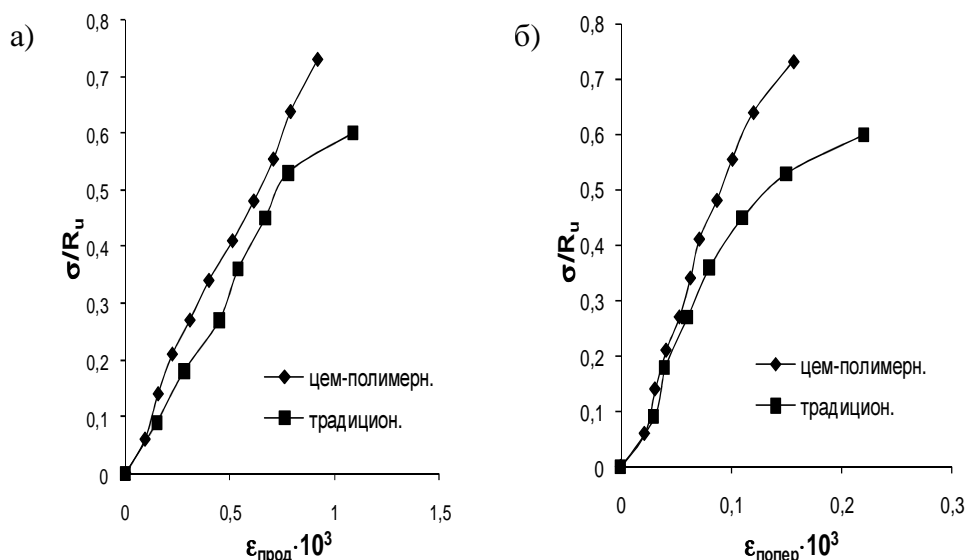 а)
0,8
0,7
0,6
0,5
0,4
0,3
0,2
0,1
0
σ/Rᵤ
цем-полимерн.
традицион.
0 0,5 1 1,5
εпрод·10³
б)
0,8
0,7
0,6
0,5
0,4
0,3
0,2
0,1
0
σ/Rᵤ
цем-полимерн.
традицион.
0 0,1 0,2 0,3
εпопер·10³